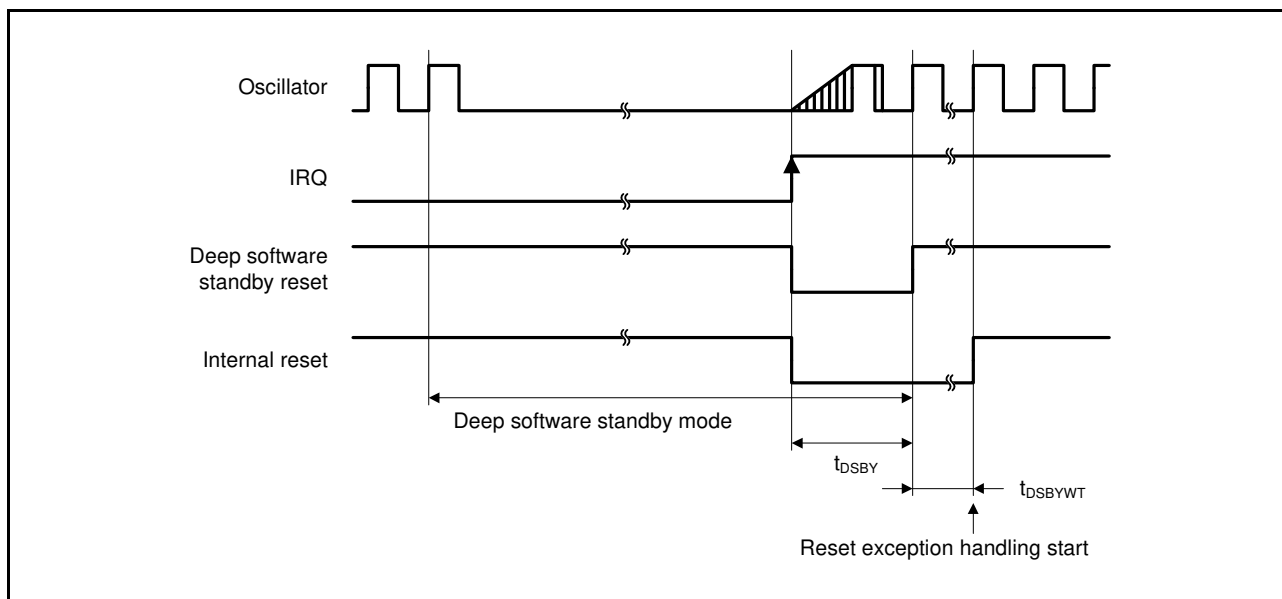 Oscillator
IRQ
Deep software
standby reset
Internal reset
Deep software standby mode
tDSBY
tDSBYWT
Reset exception handling start